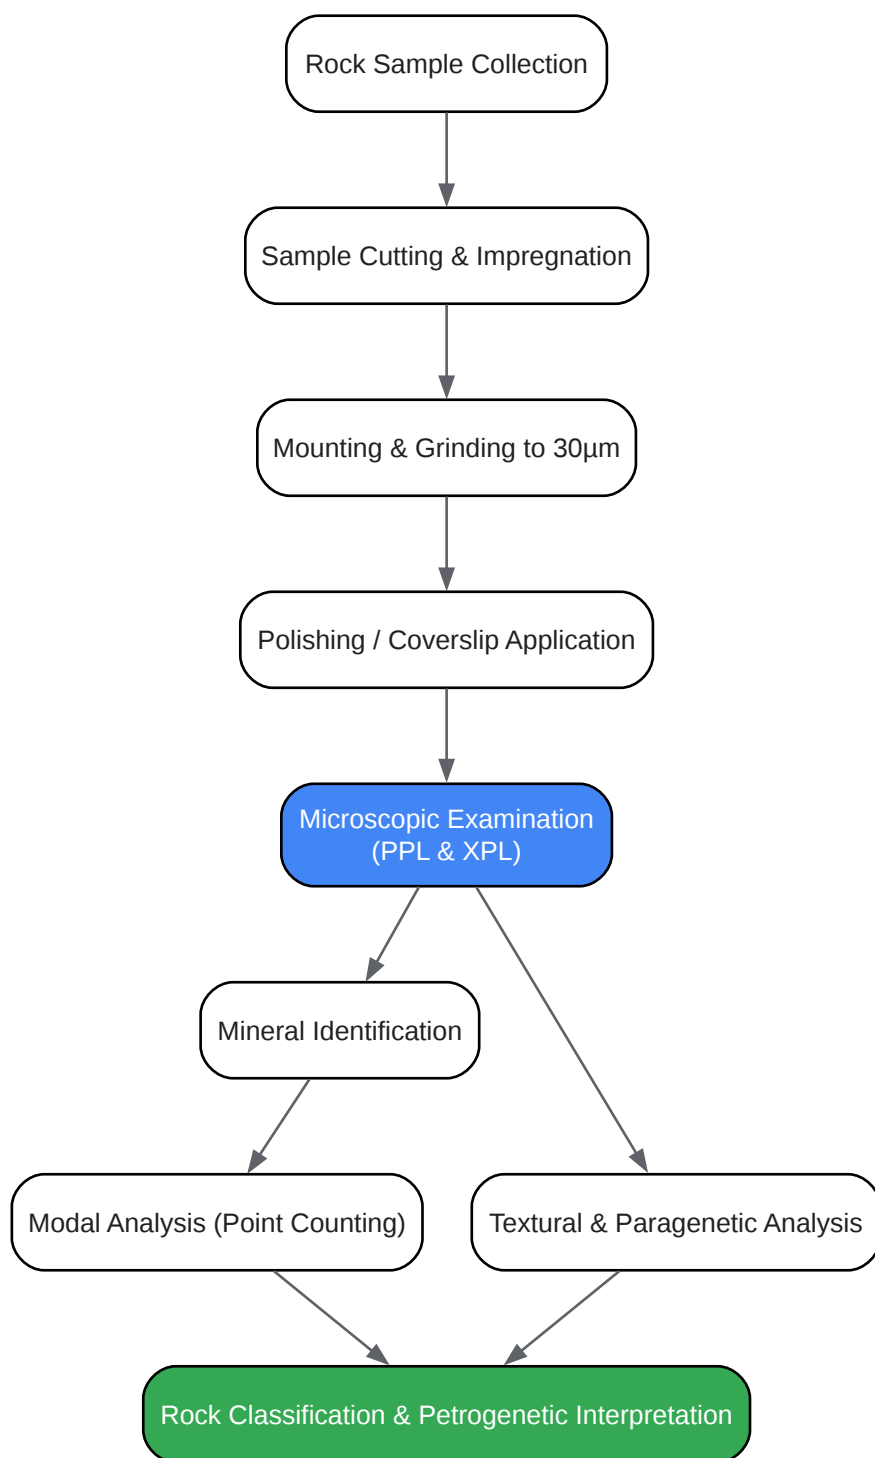 Rock Sample Collection
Sample Cutting & Impregnation
Mounting & Grinding to 30µm
Polishing / Coverslip Application
Microscopic Examination
(PPL & XPL)
Mineral Identification
Modal Analysis (Point Counting)
Textural & Paragenetic Analysis
Rock Classification & Petrogenetic Interpretation